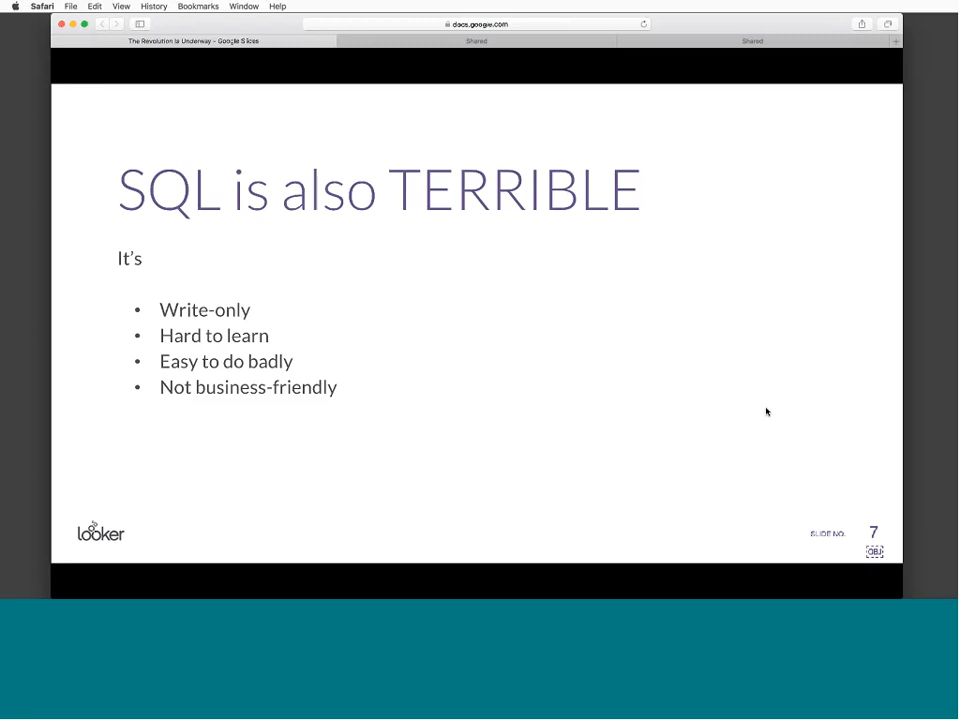 Safari File Edit View History Bookmarks Window Help
docs.google.com
The Revolution Is Underway - Google Slides
Shared
Shared
SQL is also TERRIBLE
It's
• Write-only
• Hard to learn
• Easy to do badly
• Not business-friendly
looker
SLIDE NO. 7
OBJ